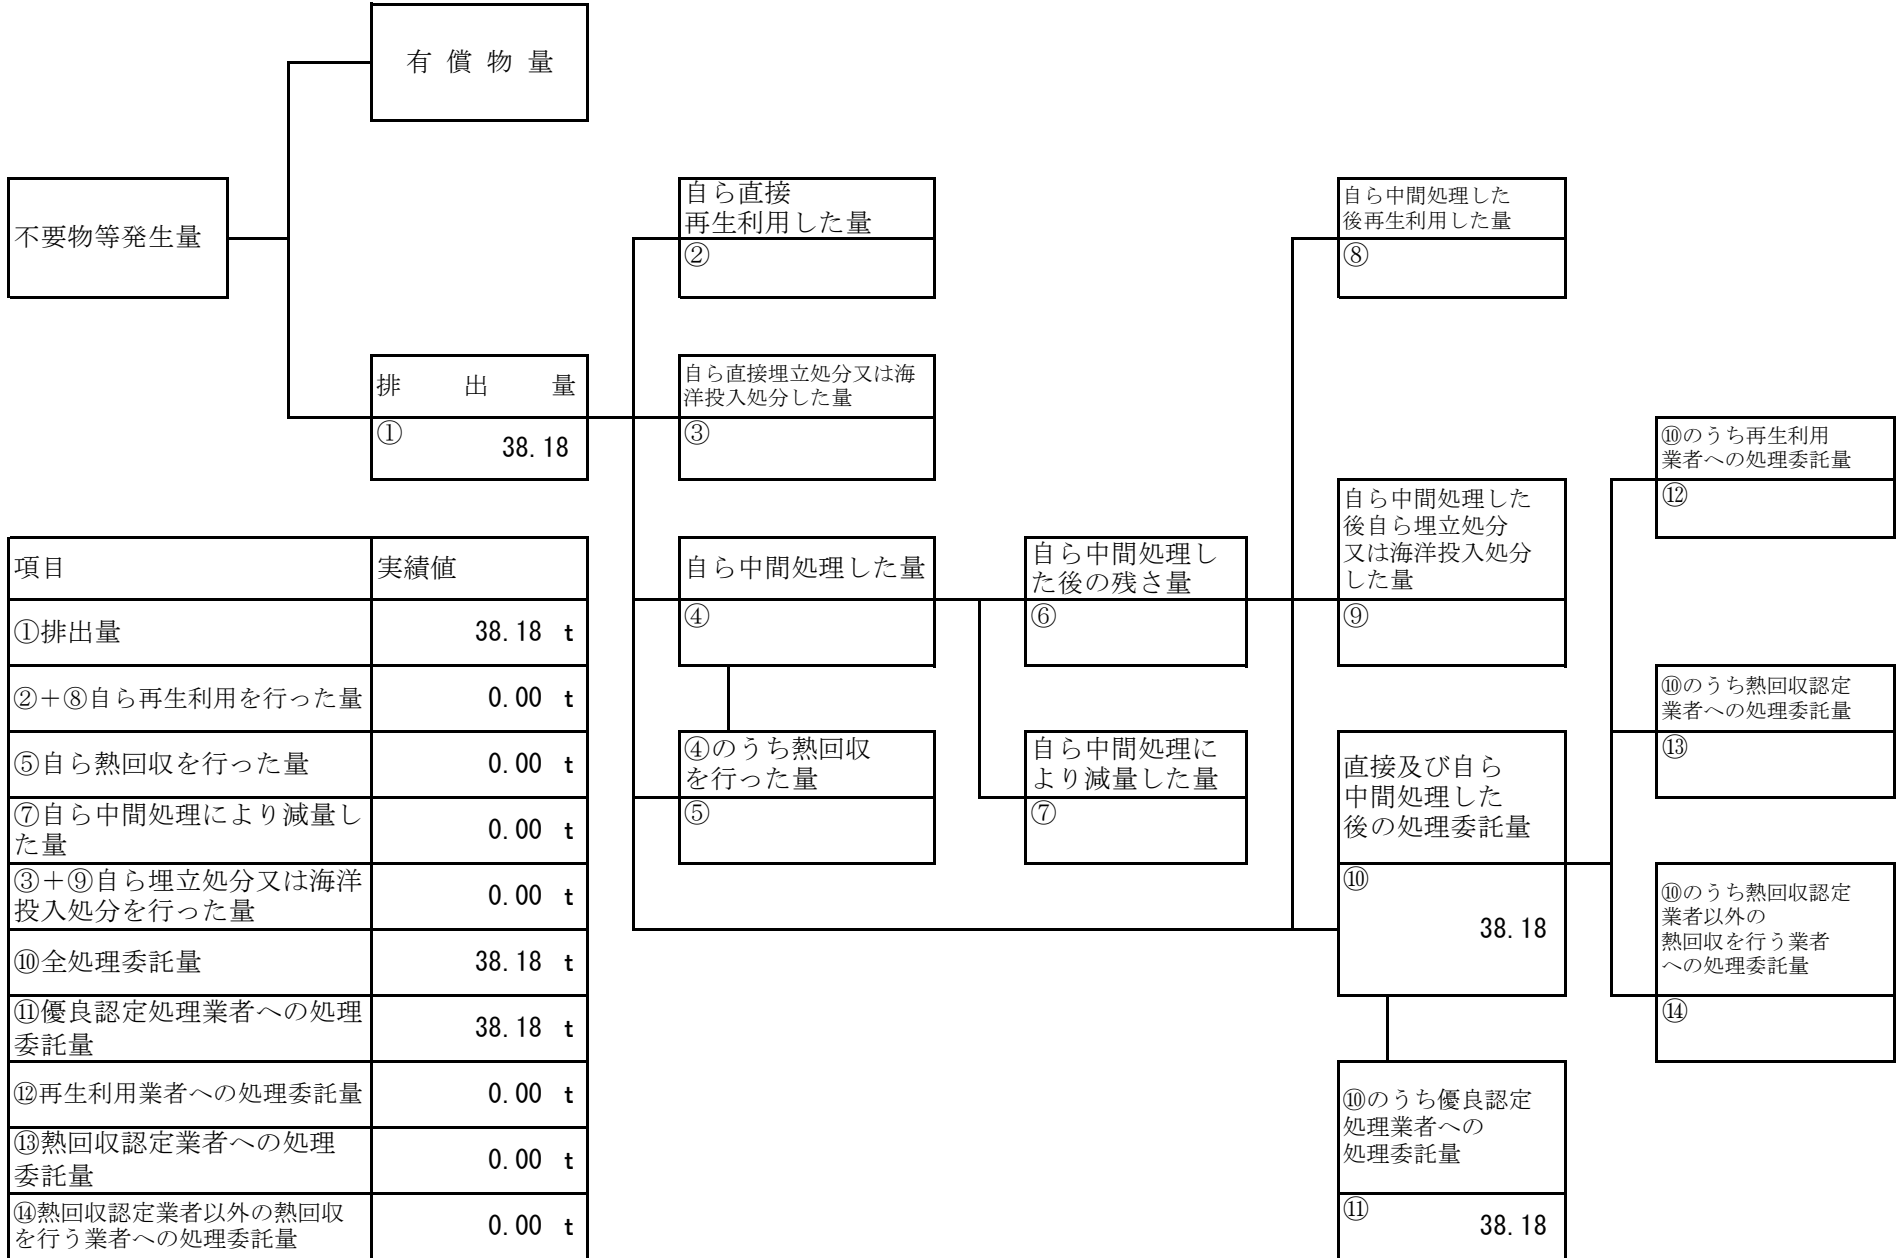 有償物量
不要物等発生量
自ら直接
再生利用した量
②
自ら中間処理した
後再生利用した量
⑧
排出量
①
38.18
自ら直接埋立処分又は海
洋投入処分した量
③
⑩のうち再生利用
業者への処理委託量
⑫
自ら中間処理した量
④
自ら中間処理し
た後の残さ量
⑥
自ら中間処理した
後自ら埋立処分
又は海洋投入処分
した量
⑨
⑩のうち熱回収認定
業者への処理委託量
⑬
④のうち熱回収
を行った量
⑤
自ら中間処理に
より減量した量
⑦
直接及び自ら
中間処理した
後の処理委託量
⑩
38.18
⑩のうち熱回収認定
業者以外の
熱回収を行う業者
への処理委託量
⑭
⑩のうち優良認定
処理業者への
処理委託量
⑪
38.18
項目 実績値
①排出量 38.18 t
②＋⑧自ら再生利用を行った量 0.00 t
⑤自ら熱回収を行った量 0.00 t
⑦自ら中間処理により減量し
た量 0.00 t
③＋⑨自ら埋立処分又は海洋
投入処分を行った量 0.00 t
⑩全処理委託量 38.18 t
⑪優良認定処理業者への処理
委託量 38.18 t
⑫再生利用業者への処理委託量 0.00 t
⑬熱回収認定業者への処理
委託量 0.00 t
⑭熱回収認定業者以外の熱回収
を行う業者への処理委託量 0.00 t